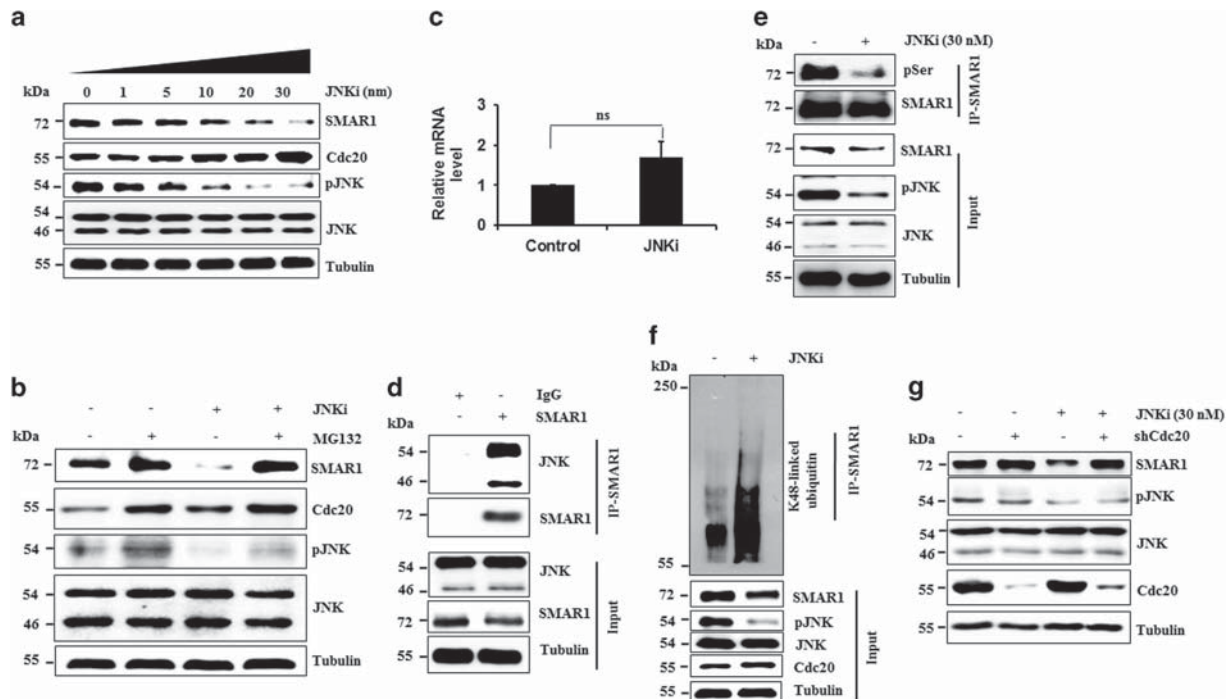 a
kDa 0 1 5 10 20 30 JNKi (nm)
72 SMAR1
55 Cdc20
54 pJNK
54
46 JNK
55 Tubulin
b
- - + + JNKi
kDa - + - + MG132
72 SMAR1
55 Cdc20
54 pJNK
54
JNK
46
55 Tubulin
c
Relative mRNA
level
3
2
1
0
ns
Control JNKi
d
+ - IgG
kDa - + SMAR1
54
JNK
46
72 SMAR1
IP-SMAR1
55 JNK
46
72 SMAR1
55 Tubulin
Input
e
kDa - + JNKi (30 nM)
72 pSer
72 SMAR1
IP-SMAR1
72 SMAR1
54 pJNK
54
JNK
46
55 Tubulin
Input
f
- + JNKi
kDa
250
55
K48-linked
ubiquitin
IP-SMAR1
72 SMAR1
54 pJNK
54 JNK
55 Cdc20
55 Tubulin
Input
g
- - + + JNKi (30 nM)
kDa - + - + shCdc20
72 SMAR1
54 pJNK
54
JNK
46
55 Cdc20
55 Tubulin